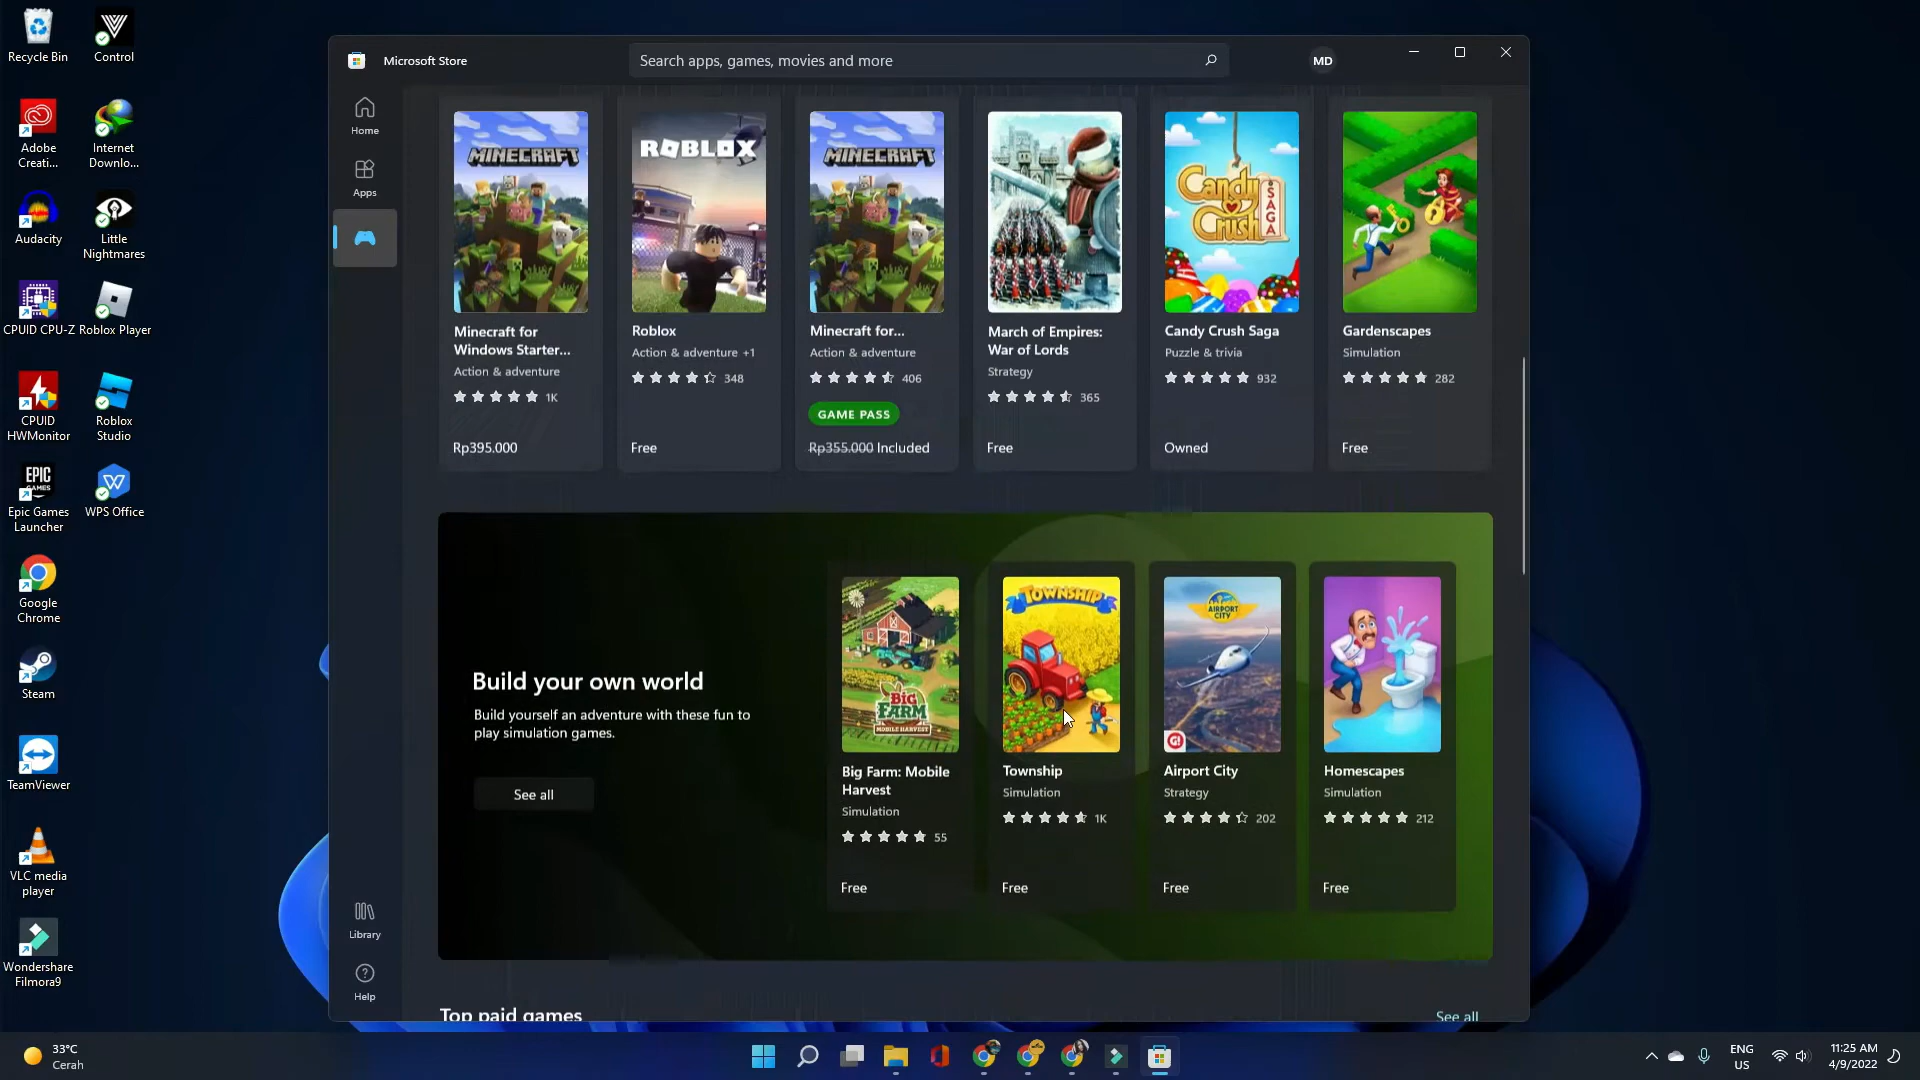 Recycle Bin
Control
Adobe
Creati...
Internet
Downlo...
Audacity
Little
Nightmares
CPUID CPU-Z
Roblox Player
CPUID
HWMonitor
Roblox
Studio
EPIC
GAMES
Epic Games
Launcher
WPS Office
Google
Chrome
Steam
TeamViewer
VLC media
player
Wondershare
Filmora9
Microsoft Store
Search apps, games, movies and more
MD
Home
Apps
Library
Help
MINECRAFT
ROBLOX
MINECRAFT
Candy
Crush
SAGA
Minecraft for
Windows Starter...
Action & adventure
1K
Rp395.000
Roblox
Action & adventure +1
348
Free
Minecraft for...
Action & adventure
406
GAME PASS
Rp355.000 Included
March of Empires:
War of Lords
Strategy
365
Free
Candy Crush Saga
Puzzle & trivia
932
Owned
Gardenscapes
Simulation
282
Free
Build your own world
Build yourself an adventure with these fun to
play simulation games.
See all
BIG
FARM
MOBILE HARVEST
Big Farm: Mobile
Harvest
Simulation
55
Free
TOWNSHIP
Township
Simulation
1K
Free
AIRPORT
CITY
G!
Airport City
Strategy
202
Free
Homescapes
Simulation
212
Free
Top paid games
See all
33°C
Cerah
ENG
US
11:25 AM
4/9/2022